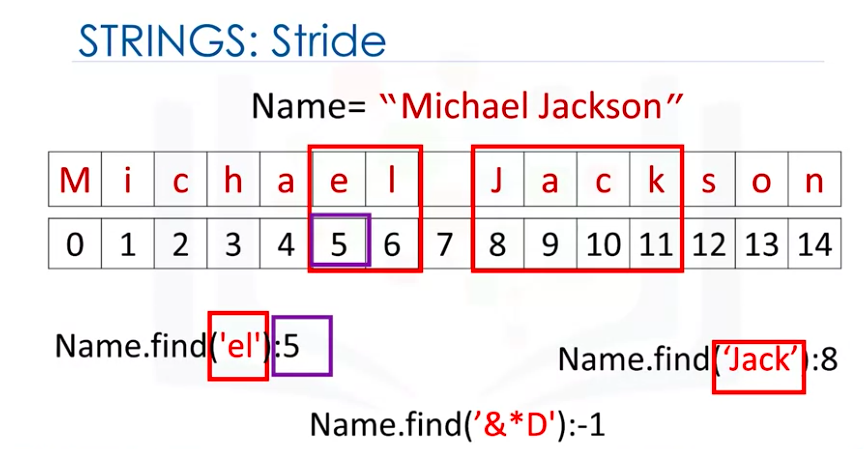 STRINGS: Stride
Name= “Michael Jackson”
M i c h a e l J a c k s o n
0 1 2 3 4 5 6 7 8 9 10 11 12 13 14
Name.find('el'):5
Name.find(‘Jack’):8
Name.find(’&*D'):-1